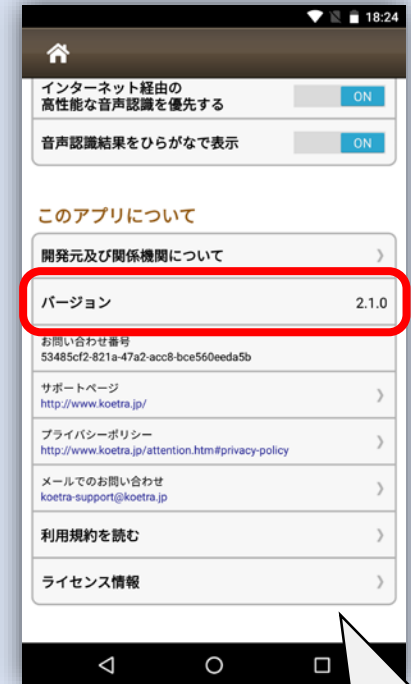 18:24
インターネット経由の
高性能な音声認識を優先する
ON
音声認識結果をひらがなで表示
ON
このアプリについて
開発元及び関係機関について
バージョン 2.1.0
お問い合わせ番号
53485cf2-821a-47a2-acc8-bce560eeda5b
サポートページ
http://www.koetra.jp/
プライバシーポリシー
http://www.koetra.jp/attention.htm#privacy-policy
メールでのお問い合わせ
koetra-support@koetra.jp
利用規約を読む
ライセンス情報